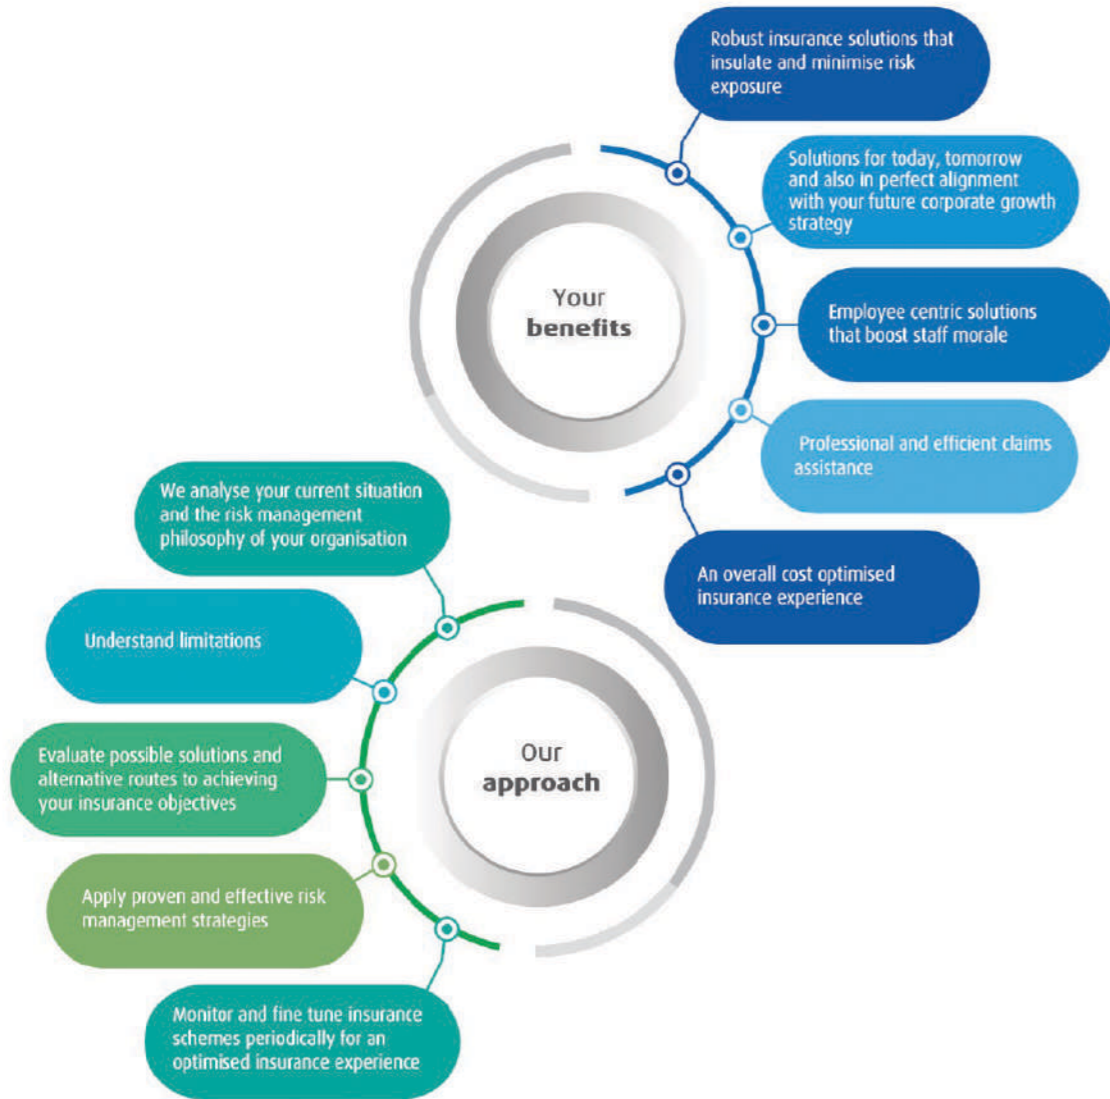 Robust insurance solutions that
insulate and minimise risk
exposure
Solutions for today, tomorrow
and also in perfect alignment
with your future corporate growth
strategy
Your
benefits
Employee centric solutions
that boost staff morale
Professional and efficient claims
assistance
An overall cost optimised
insurance experience
We analyse your current situation
and the risk management
philosophy of your organisation
Understand limitations
Our
approach
Evaluate possible solutions and
alternative routes to achieving
your insurance objectives
Apply proven and effective risk
management strategies
Monitor and fine tune insurance
schemes periodically for an
optimised insurance experience